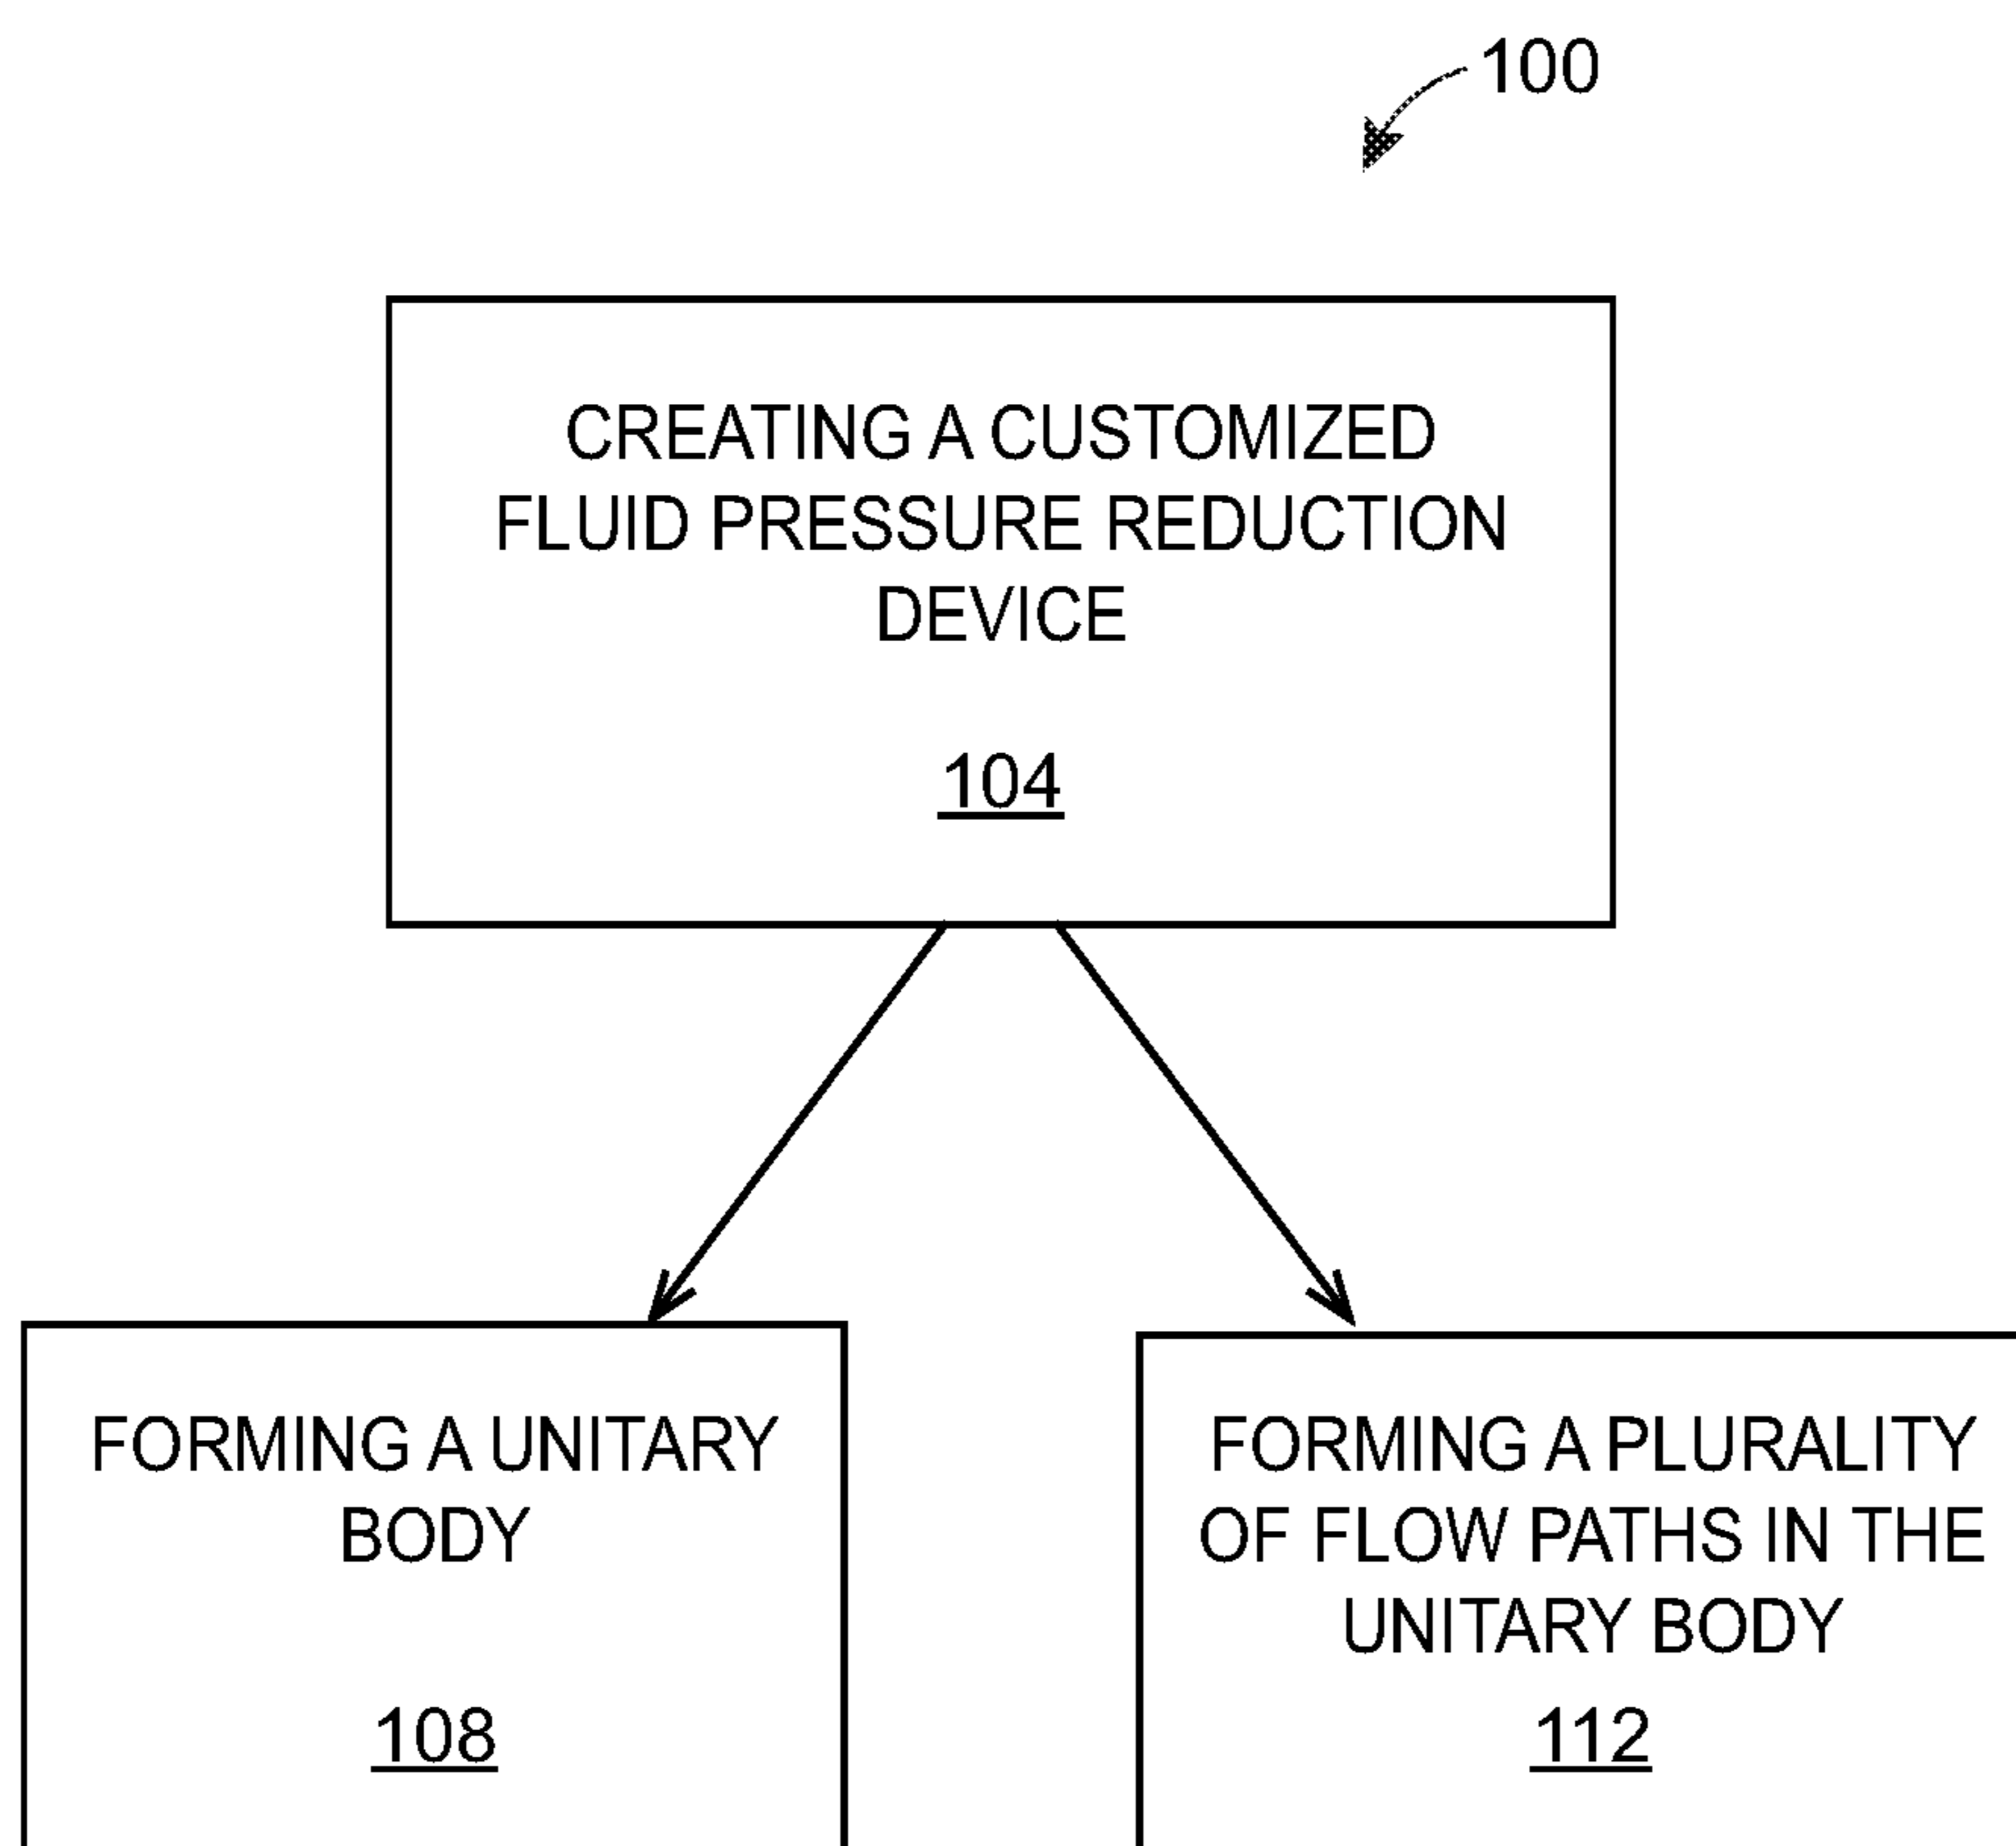 100
CREATING A CUSTOMIZED
FLUID PRESSURE REDUCTION
DEVICE
104
FORMING A UNITARY
BODY
108
FORMING A PLURALITY
OF FLOW PATHS IN THE
UNITARY BODY
112